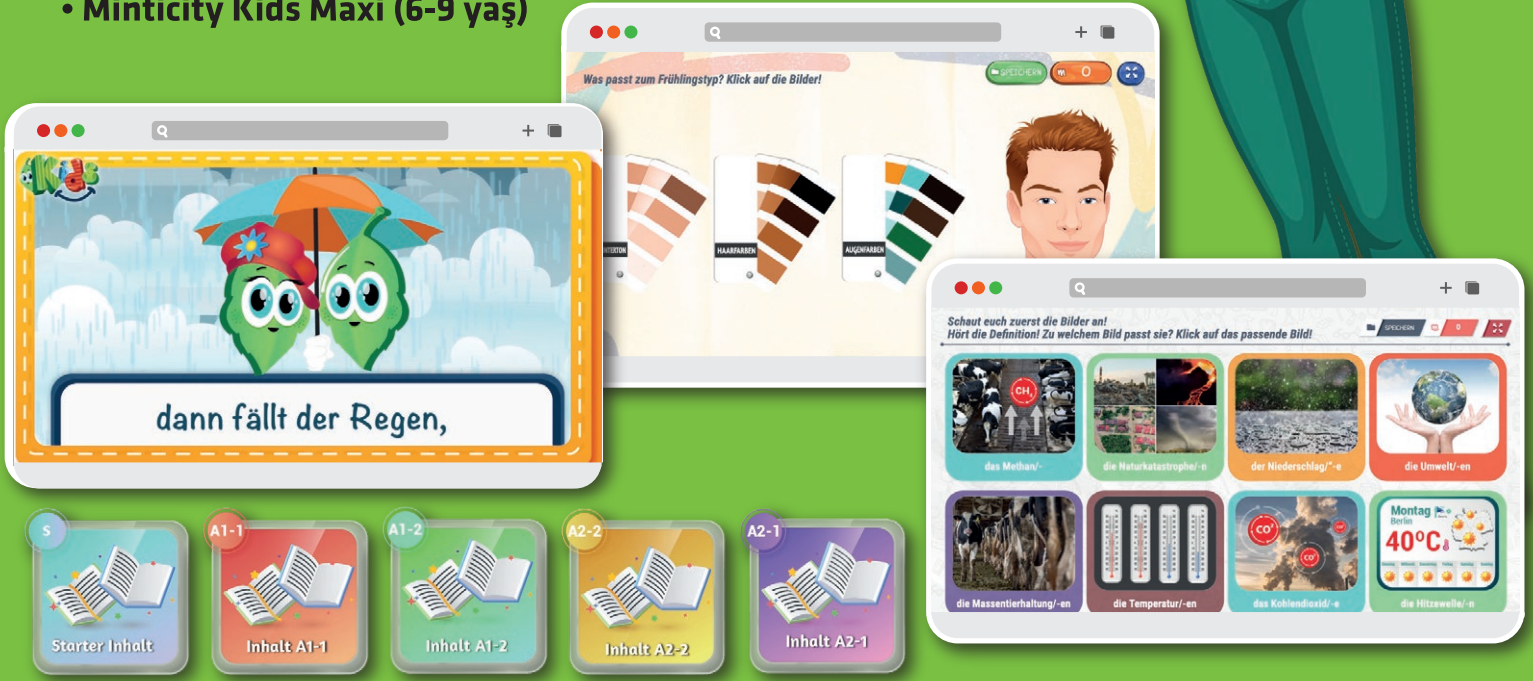 • Minticity Kids Maxi (6-9 yaş)
Was passt zum Frühlingstyp? Klick auf die Bilder!
SPEICHERN
0
HAARFARBEN
AUGENFARBEN
Kids
dann fällt der Regen,
Schaut euch zuerst die Bilder an!
Hört die Definition! Zu welchem Bild passt sie? Klick auf das passende Bild!
SPEICHERN
0
CH₄
das Methan/-
die Naturkatastrophe/-n
der Niederschlag/¨-e
die Umwelt/-en
die Massentierhaltung/-en
die Temperatur/-en
CO²
CO²
das Kohlendioxid/-e
Montag
Berlin
40°C
die Hitzewelle/-n
S
Starter Inhalt
A1-1
Inhalt A1-1
A1-2
Inhalt A1-2
A2-2
Inhalt A2-2
A2-1
Inhalt A2-1